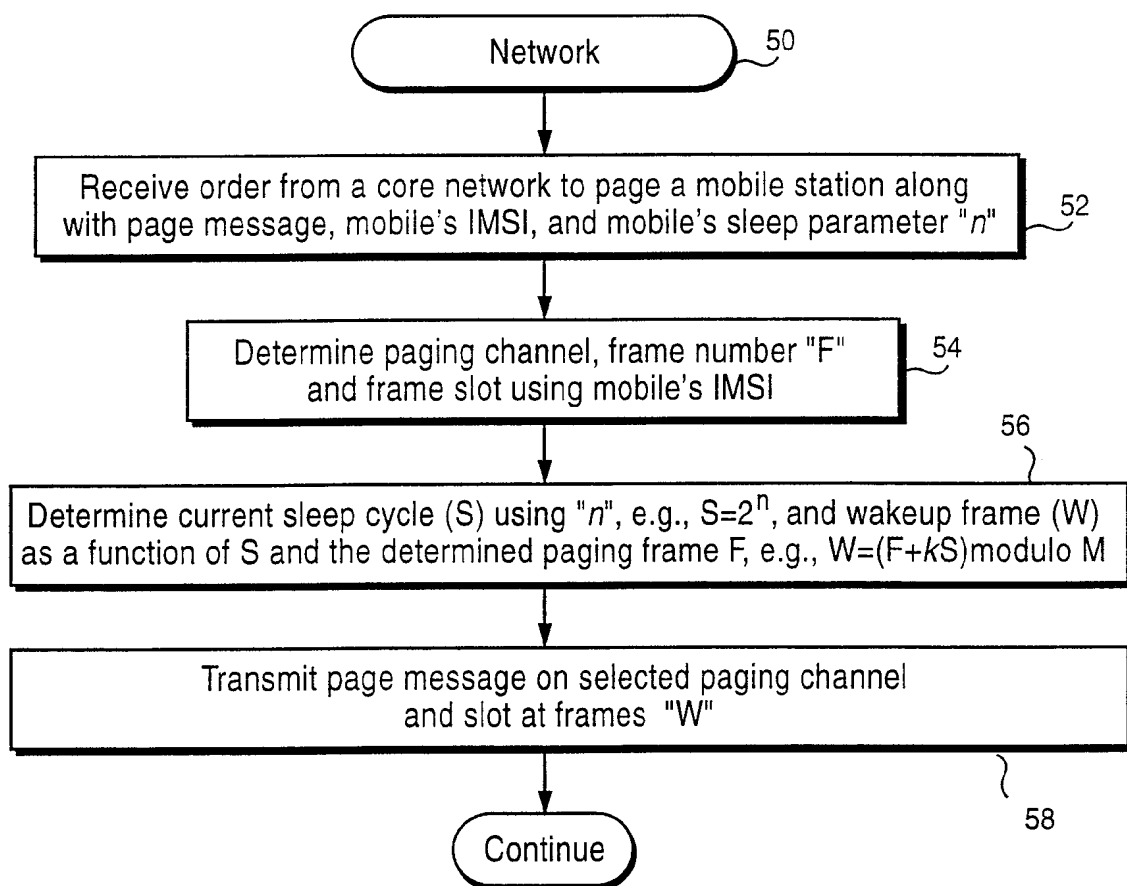 Network
50
Receive order from a core network to page a mobile station along
with page message, mobile's IMSI, and mobile's sleep parameter "n"
52
Determine paging channel, frame number "F"
and frame slot using mobile's IMSI
54
56
Determine current sleep cycle (S) using "n", e.g., S=2ⁿ, and wakeup frame (W)
as a function of S and the determined paging frame F, e.g., W=(F+kS)modulo M
Transmit page message on selected paging channel
and slot at frames "W"
58
Continue